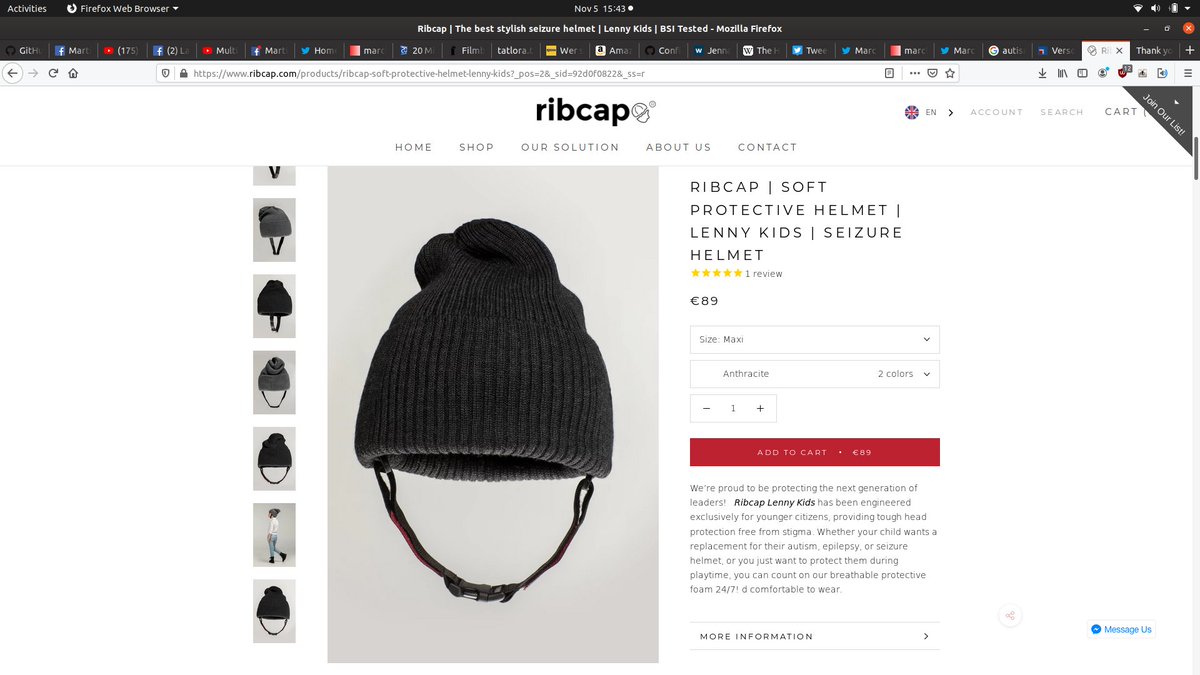 Activities
Firefox Web Browser
Nov 5 15:43
Ribcap | The best stylish seizure helmet | Lenny Kids | BSI Tested - Mozilla Firefox
GitHu
Marti
(175)
(2) La
Multi
Mart
Home
marc
20 Mi
Filmb
tatlora.t
Wer s
Amaz
Confi
Jenna
The H
Twee
Marc
marc
Marc
autis
Verso
Ri
Thank yo
https://www.ribcap.com/products/ribcap-soft-protective-helmet-lenny-kids?_pos=2&_sid=92d0f0822&_ss=r
12
ribcap
EN
ACCOUNT
SEARCH
CART (
Join Our List!
HOME
SHOP
OUR SOLUTION
ABOUT US
CONTACT
RIBCAP | SOFT
PROTECTIVE HELMET |
LENNY KIDS | SEIZURE
HELMET
1 review
€89
Size: Maxi
Anthracite
2 colors
− 1 +
ADD TO CART • €89
We're proud to be protecting the next generation of
leaders! Ribcap Lenny Kids has been engineered
exclusively for younger citizens, providing tough head
protection free from stigma. Whether your child wants a
replacement for their autism, epilepsy, or seizure
helmet, or you just want to protect them during
playtime, you can count on our breathable protective
foam 24/7! d comfortable to wear.
MORE INFORMATION
Message Us